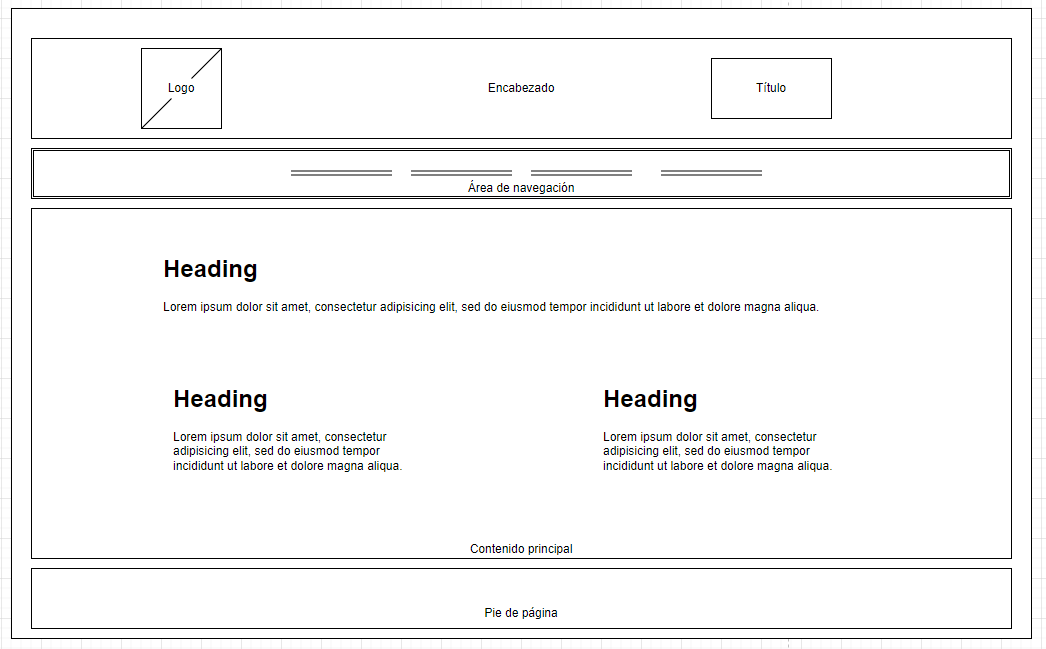 Logo
Encabezado
Título
Área de navegación
Heading
Lorem ipsum dolor sit amet, consectetur adipisicing elit, sed do eiusmod tempor incididunt ut labore et dolore magna aliqua.
Heading
Lorem ipsum dolor sit amet, consectetur
adipisicing elit, sed do eiusmod tempor
incididunt ut labore et dolore magna aliqua.
Heading
Lorem ipsum dolor sit amet, consectetur
adipisicing elit, sed do eiusmod tempor
incididunt ut labore et dolore magna aliqua.
Contenido principal
Pie de página